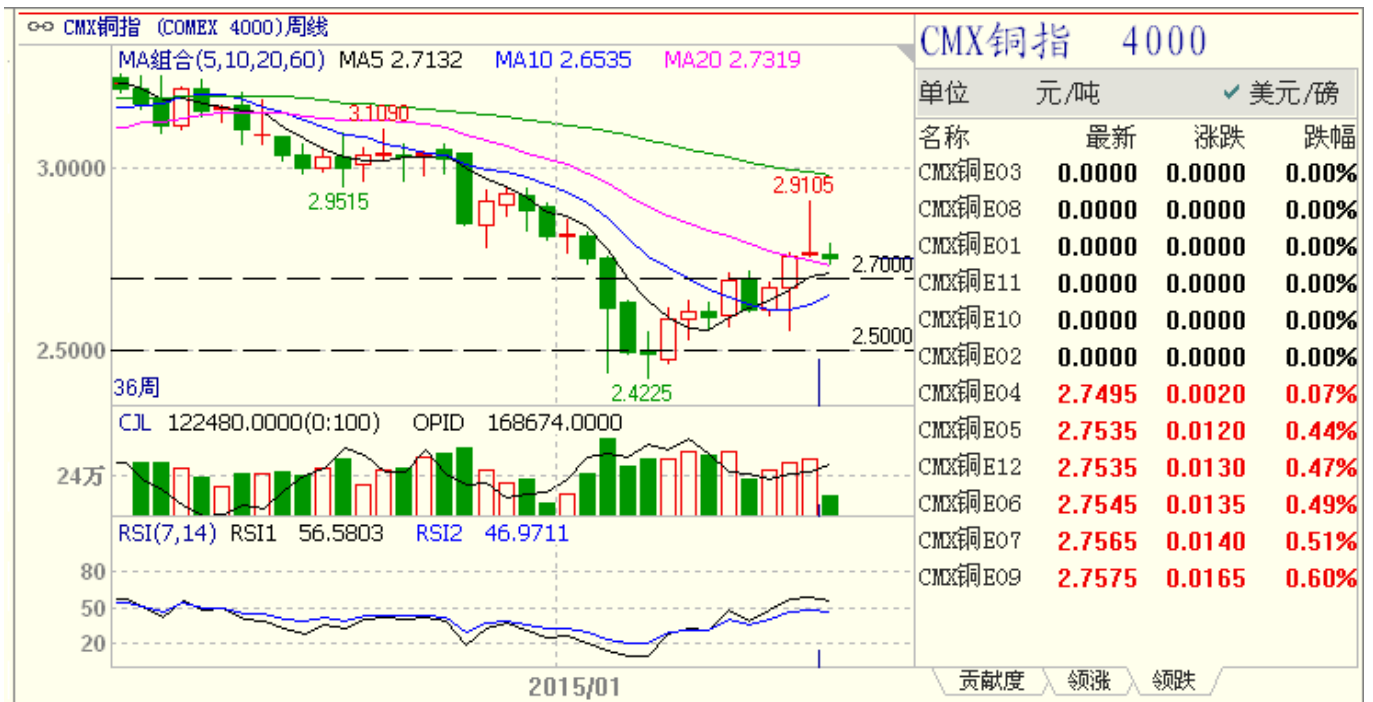 CMX铜指 (COMEX 4000)周线
MA组合(5,10,20,60) MA5 2.7132 MA10 2.6535 MA20 2.7319
3.1090
3.0000
2.9515
2.9105
2.7000
2.5000
2.5000
2.4225
36周
CJL 122480.0000(0:100) OPID 168674.0000
24万
RSI(7,14) RSI1 56.5803 RSI2 46.9711
80
50
20
2015/01
CMX铜指 4000
单位 元/吨 ✓ 美元/磅
名称 最新 涨跌 跌幅
CMX铜E03 0.0000 0.0000 0.00%
CMX铜E08 0.0000 0.0000 0.00%
CMX铜E01 0.0000 0.0000 0.00%
CMX铜E11 0.0000 0.0000 0.00%
CMX铜E10 0.0000 0.0000 0.00%
CMX铜E02 0.0000 0.0000 0.00%
CMX铜E04 2.7495 0.0020 0.07%
CMX铜E05 2.7535 0.0120 0.44%
CMX铜E12 2.7535 0.0130 0.47%
CMX铜E06 2.7545 0.0135 0.49%
CMX铜E07 2.7565 0.0140 0.51%
CMX铜E09 2.7575 0.0165 0.60%
贡献度 领涨 领跌